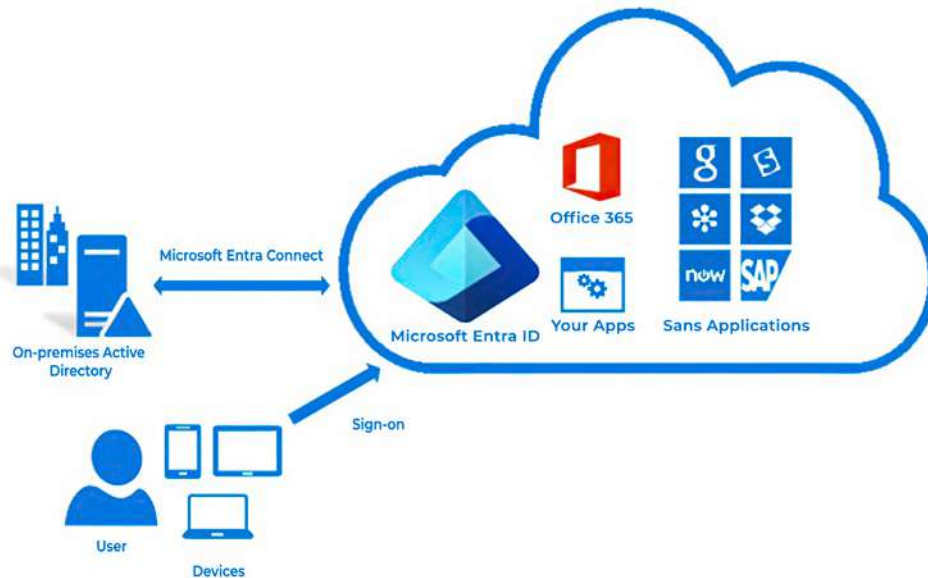 Office 365
Microsoft Entra Connect
Microsoft Entra ID
Your Apps
Sans Applications
g
S
now
SAP
On-premises Active
Directory
Sign-on
User
Devices